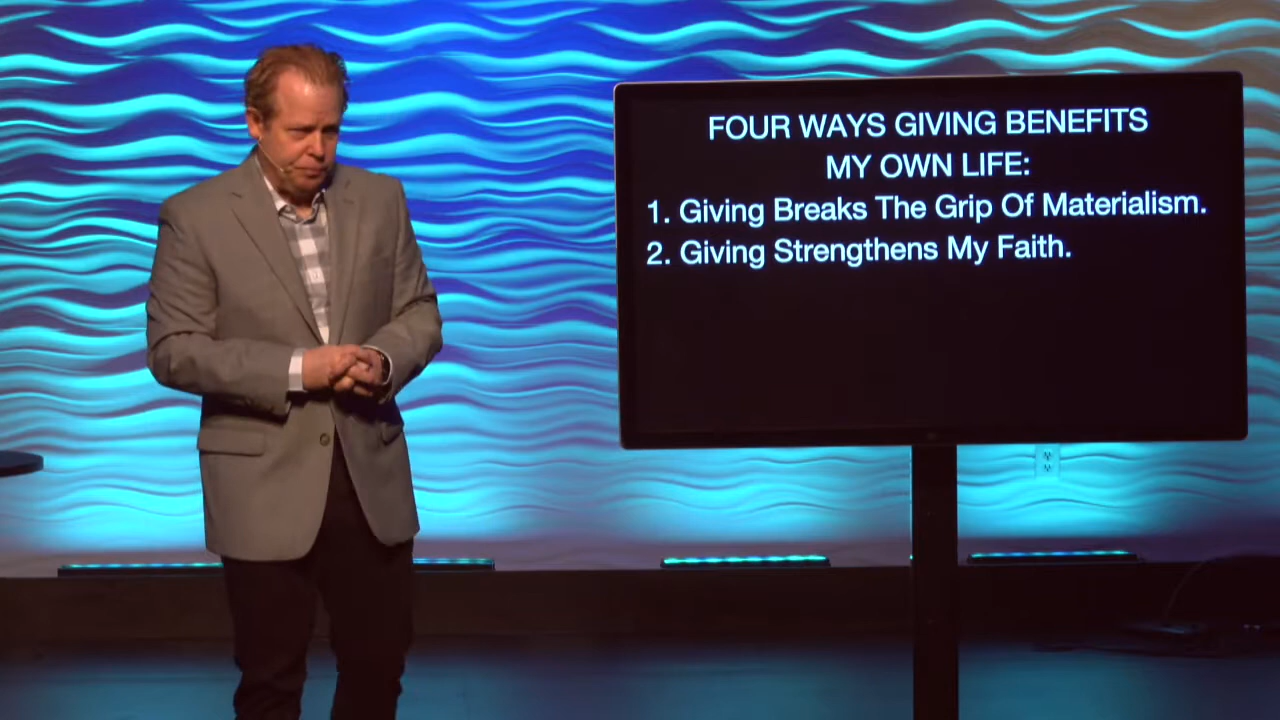 FOUR WAYS GIVING BENEFITS
MY OWN LIFE:
1. Giving Breaks The Grip Of Materialism.
2. Giving Strengthens My Faith.